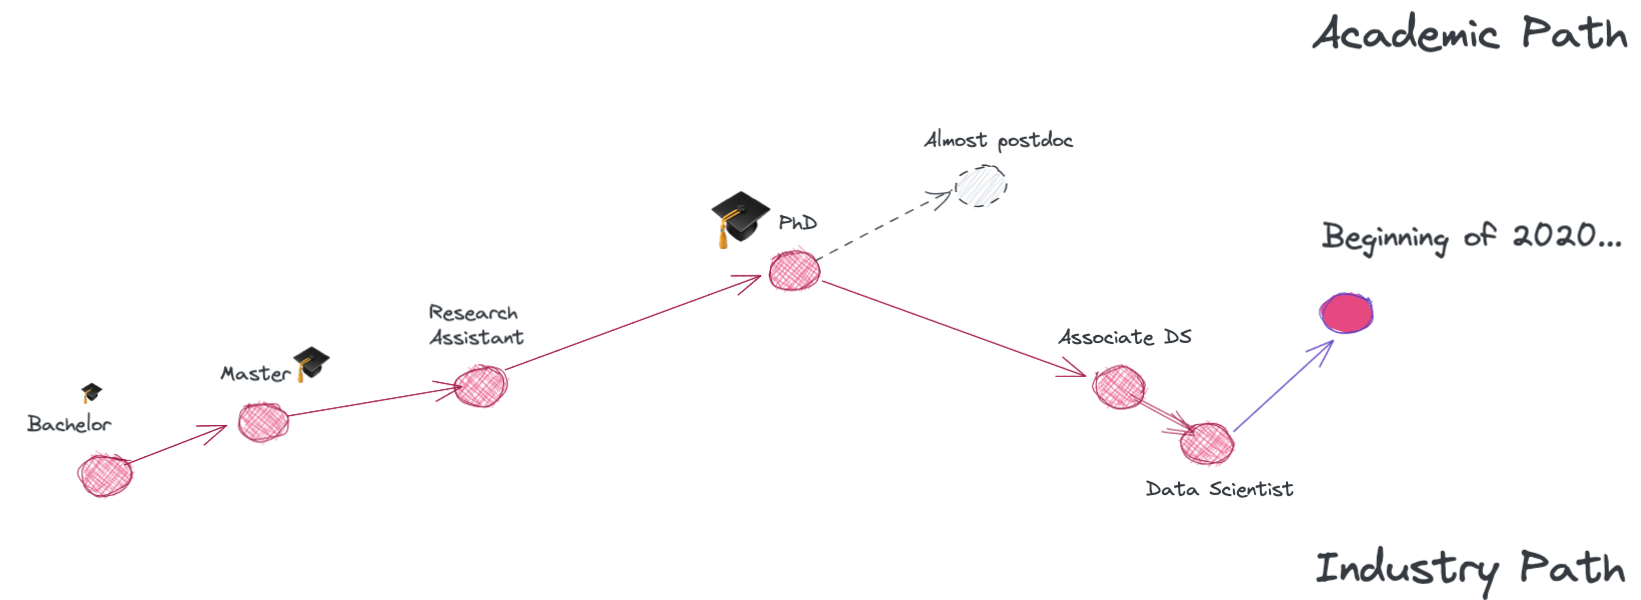 Academic Path
Almost postdoc
PhD
Beginning of 2020...
Research
Assistant
Associate DS
Master
Bachelor
Data Scientist
Industry Path